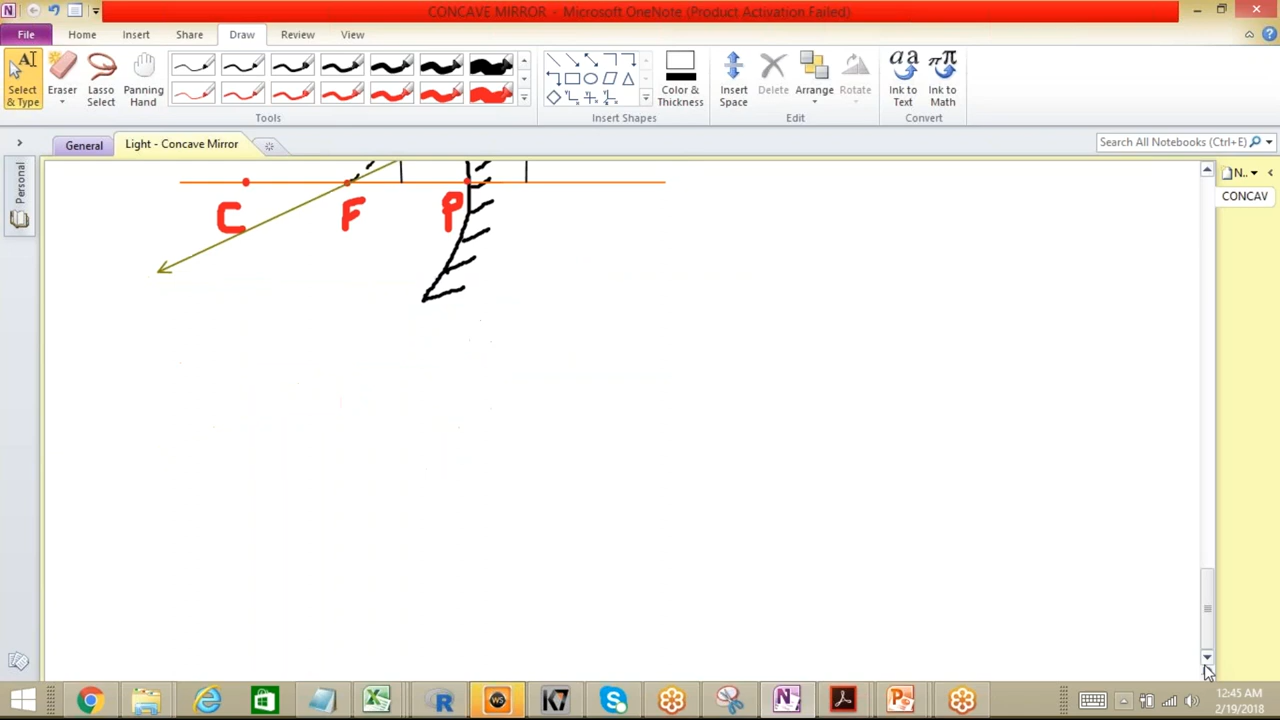 CONCAVE MIRROR - Microsoft OneNote (Product Activation Failed)
File Home Insert Share Draw Review View
Select & Type
Eraser
Lasso Select
Panning Hand
Color & Thickness
Insert Space
Delete
Arrange
Rotate
Ink to Text
Ink to Math
Tools Insert Shapes Edit Convert
General Light - Concave Mirror Search All Notebooks (Ctrl+E)
Personal
N..
CONCAV
C F P
12:45 AM
2/19/2018